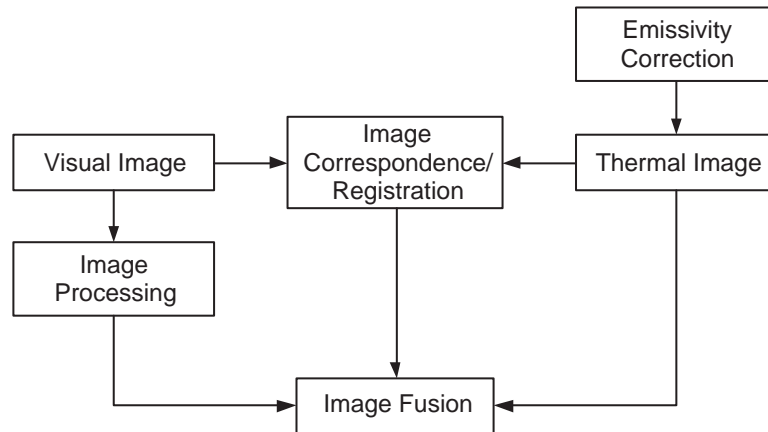 Emissivity
Correction
Visual Image
Image
Correspondence/
Registration
Thermal Image
Image
Processing
Image Fusion